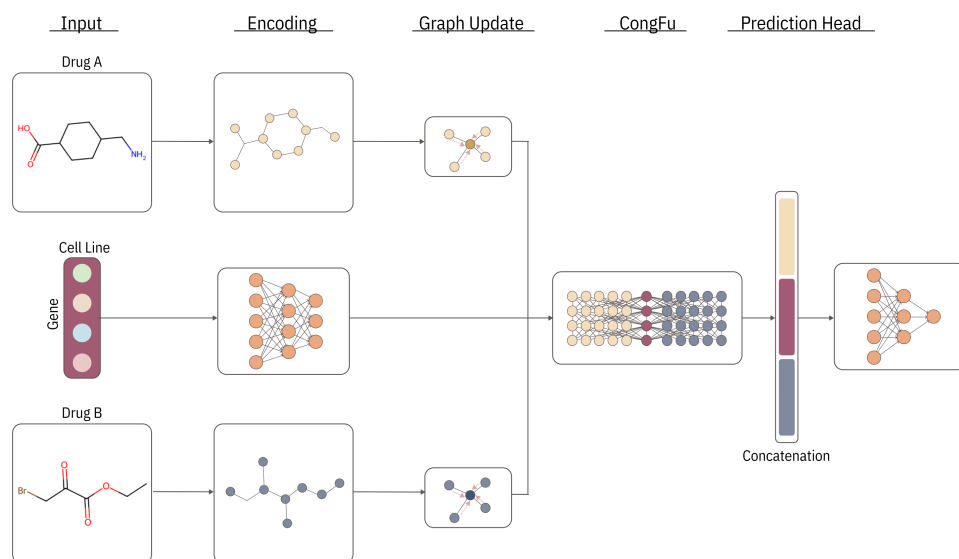 Input
Encoding
Graph Update
CongFu
Prediction Head
Drug A
HO
O
NH2
Cell Line
Gene
Drug B
Br
O
O
O
Concatenation